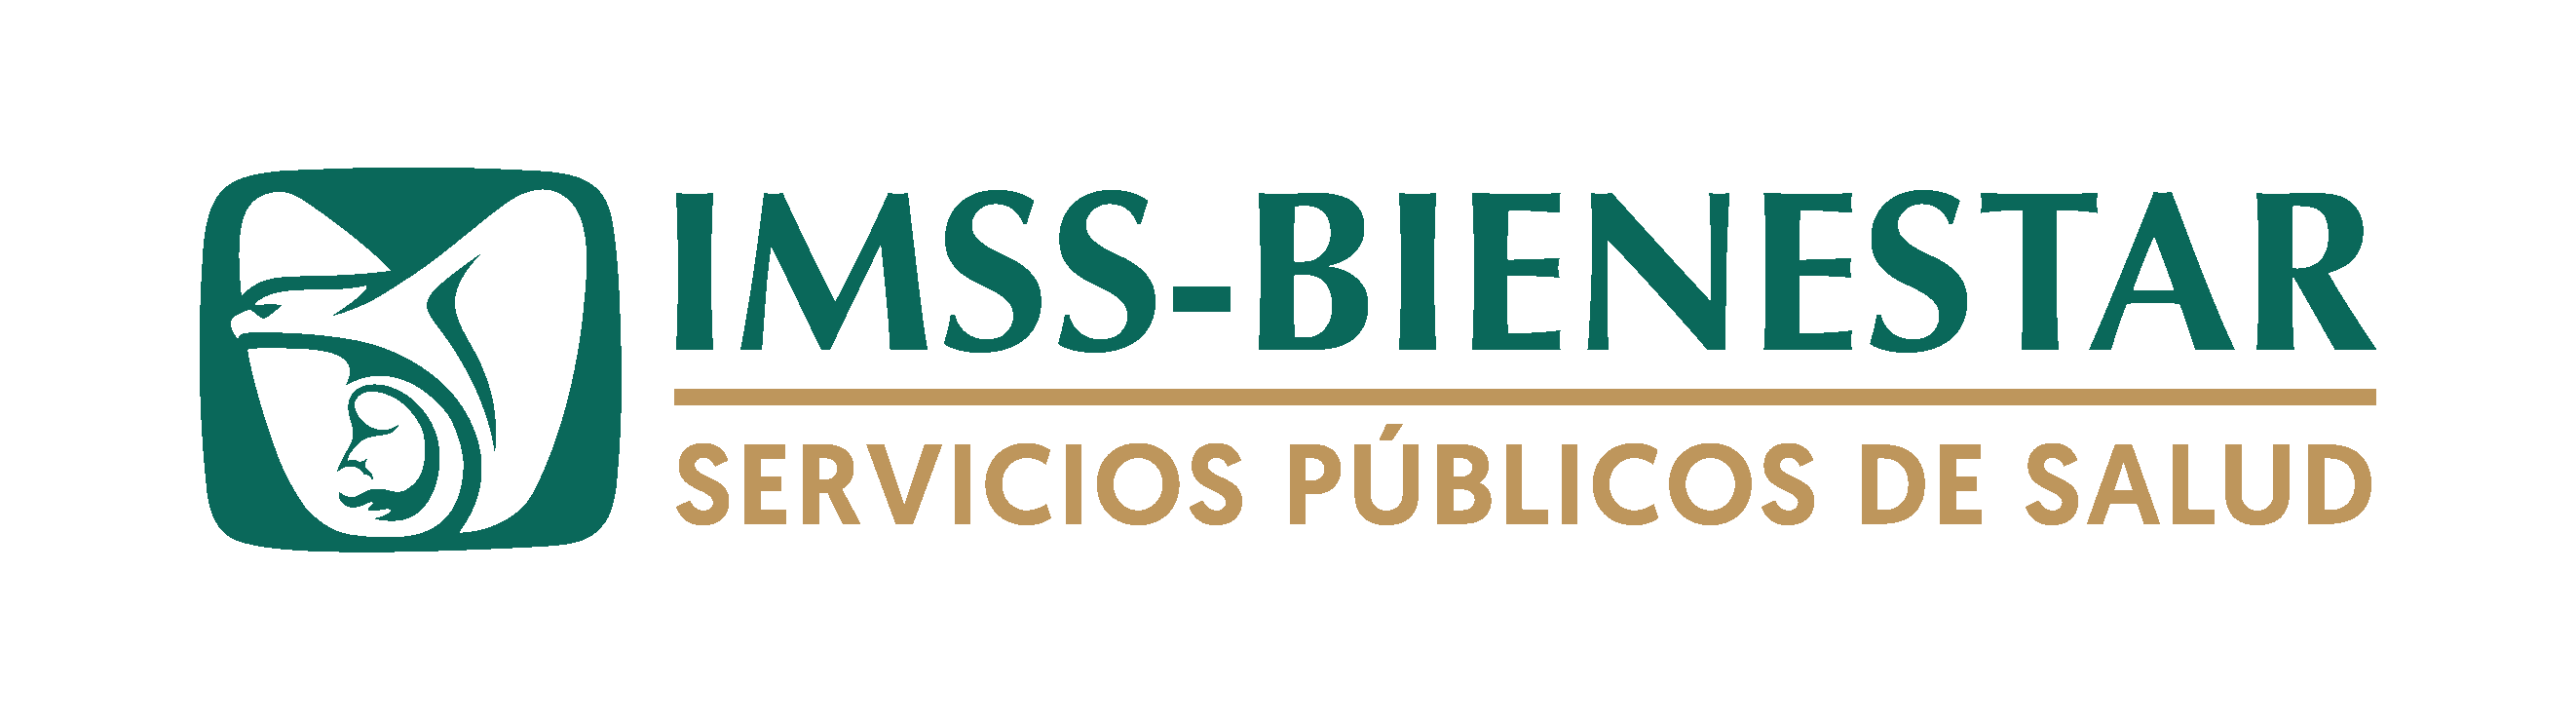 IMSS-BIENESTAR
SERVICIOS PÚBLICOS DE SALUD